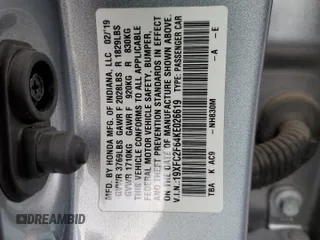 MFD. BY HONDA MFG. OF INDIANA, LLC 02/'19
GVWR 3769LBS GAWR F 2028LBS R 1829LBS
GVWR 1710KG GAWR F 920KG R 830KG
THIS VEHICLE CONFORMS TO ALL APPLICABLE
FEDERAL MOTOR VEHICLE SAFETY, BUMPER,
AND THEFT PREVENTION STANDARDS IN EFFECT
ON THE DATE OF MANUFACTURE SHOWN ABOVE.
V.I.N.: 19XFC2F64KE026619 TYPE: PASSENGER CAR
TBA K AC9 -BH830M -A -E